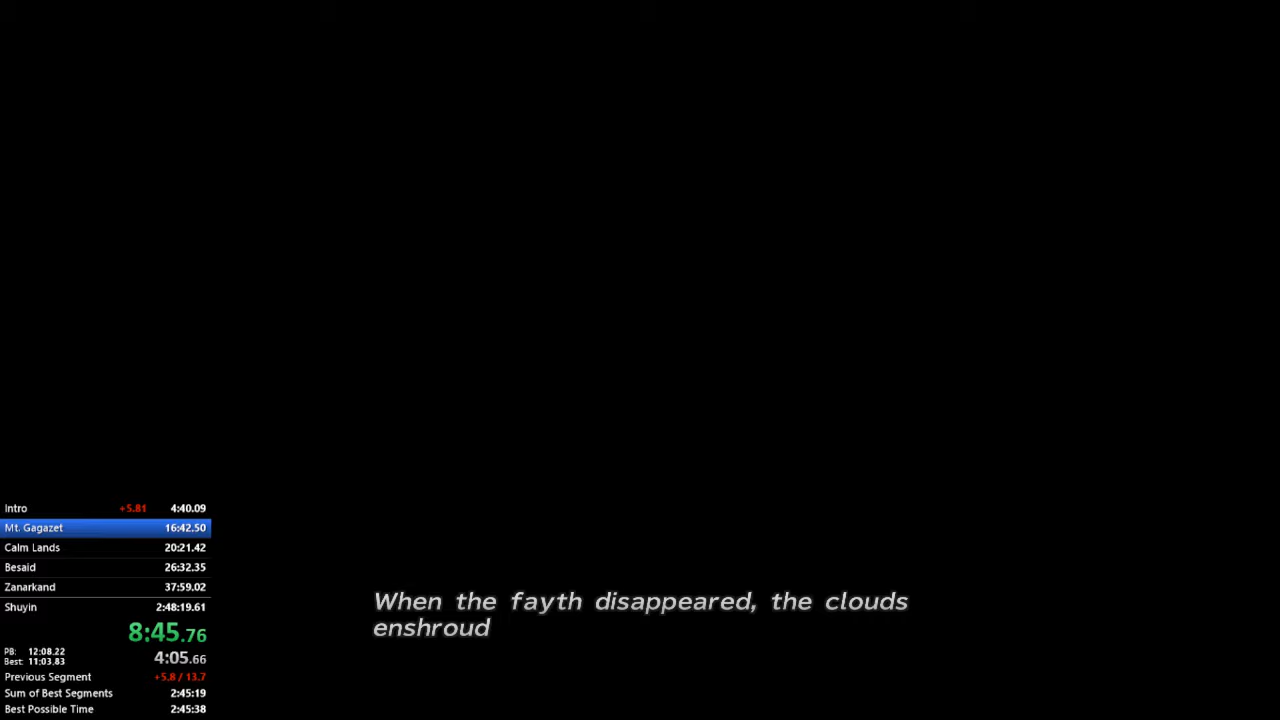 Intro +5.81 4:40.09
Mt. Gagazet 16:42.50
Calm Lands 20:21.42
Besaid 26:32.35
Zanarkand 37:59.02
Shuyin 2:48:19.61
8:45.76
PB: 12:08.22
Best: 11:03.83
4:05.66
Previous Segment +5.8 / 13.7
Sum of Best Segments 2:45:19
Best Possible Time 2:45:38
When the fayth disappeared, the clouds
enshroud